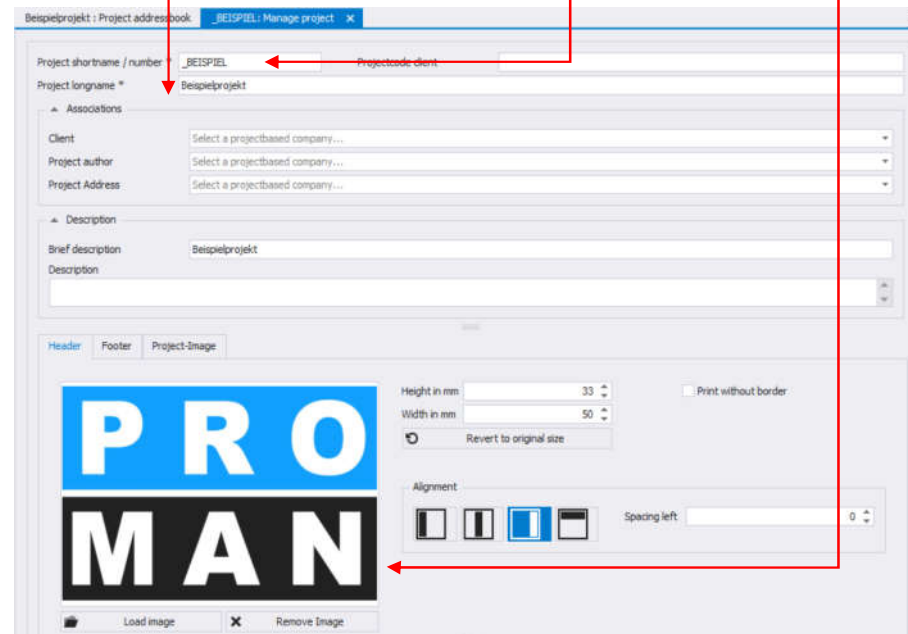 Beispielprojekt : Project addressbook _BEISPIEL: Manage project ×
Project shortname / number * _BEISPIEL Projectcode client
Project longname * Beispielprojekt
Associations
Client Select a projectbased company...
Project author Select a projectbased company...
Project Address Select a projectbased company...
Description
Brief description Beispielprojekt
Description
Header Footer Project-Image
Height in mm 33 Print without border
Width in mm 50
Revert to original size
PRO
Alignment
Spacing left 0
MAN
Load image Remove Image